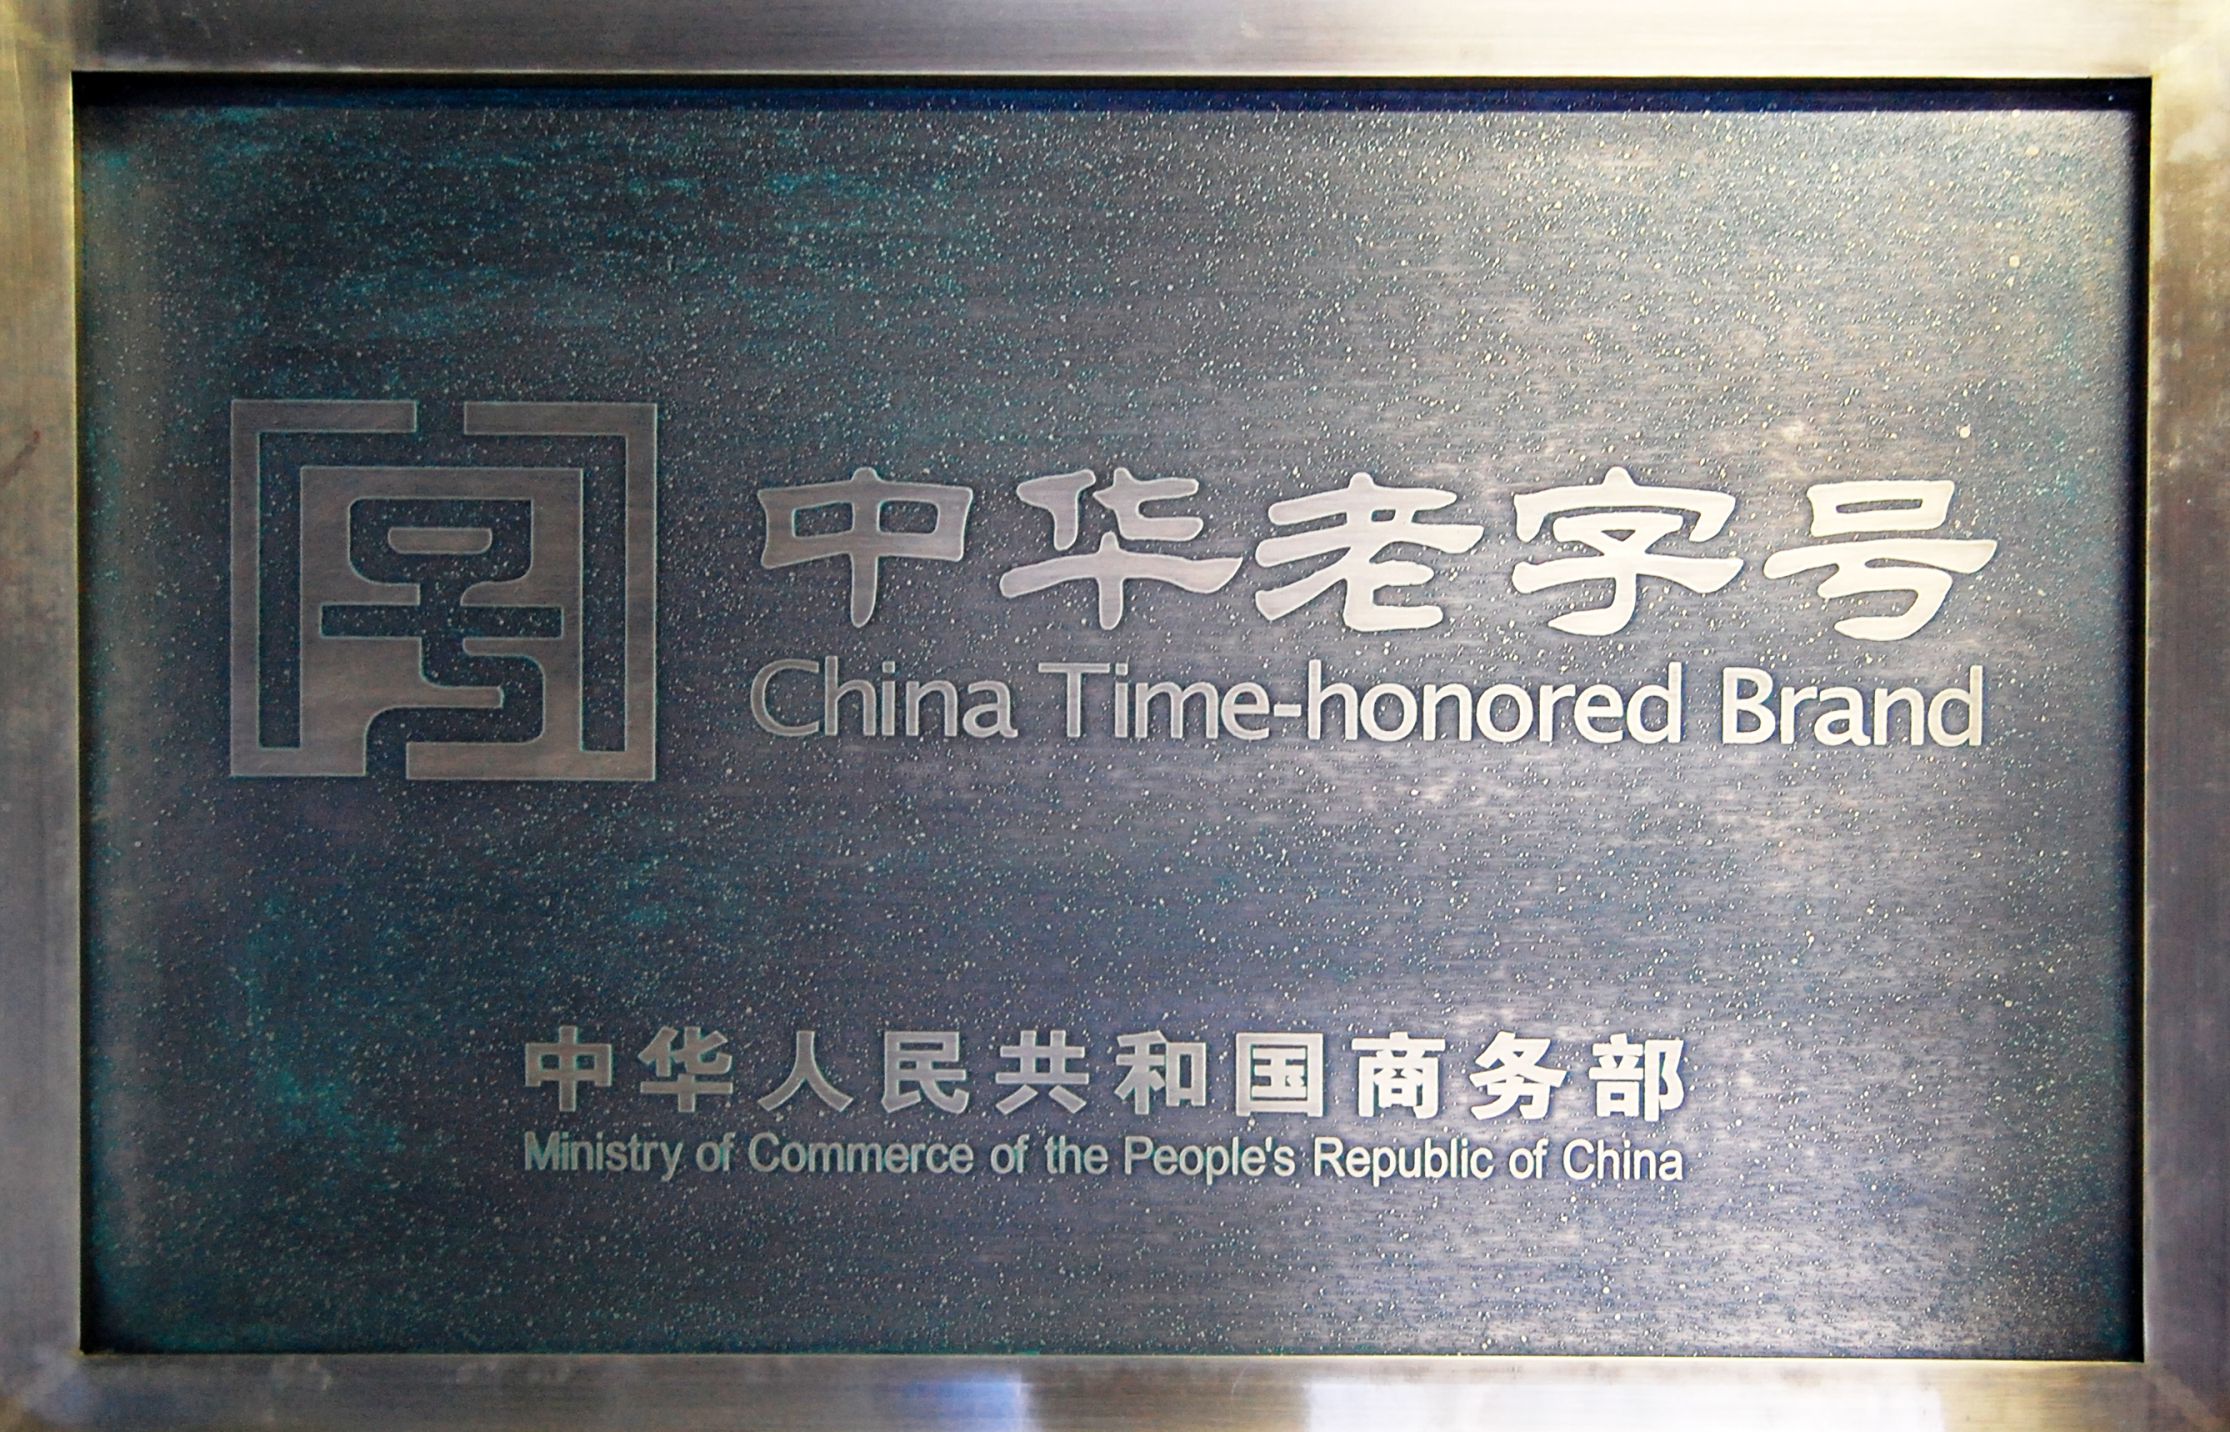 中华老字号
China Time-honored Brand
中华人民共和国商务部
Ministry of Commerce of the People's Republic of China